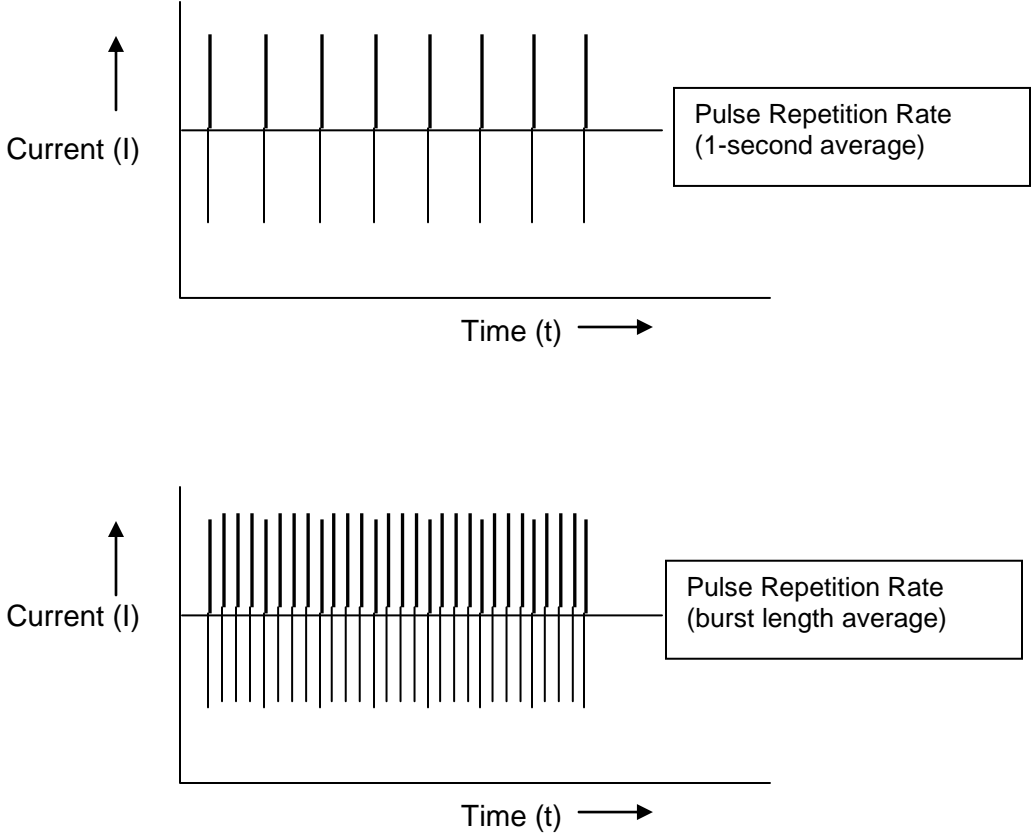 Current (I)
Pulse Repetition Rate
(1-second average)
Time (t)
Current (I)
Pulse Repetition Rate
(burst length average)
Time (t)